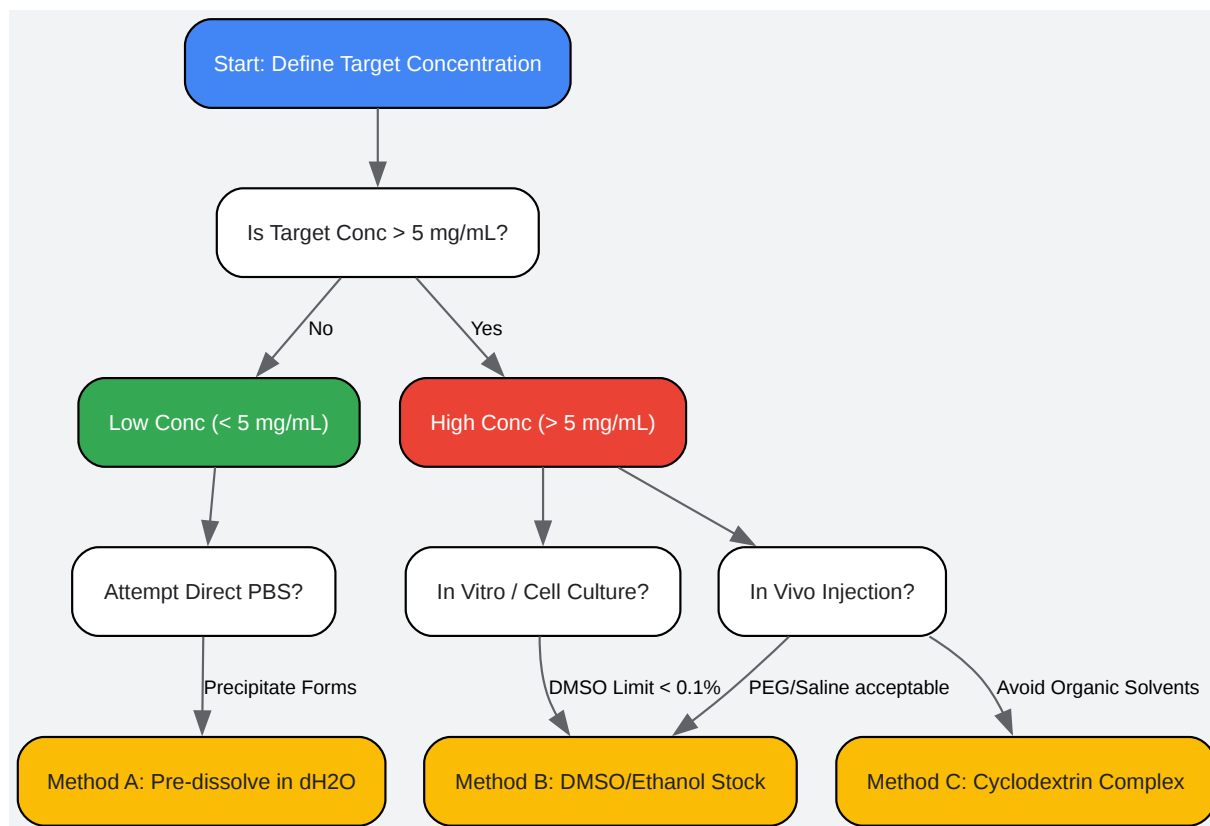 Start: Define Target Concentration
Is Target Conc > 5 mg/mL?
No
Yes
Low Conc (< 5 mg/mL)
High Conc (> 5 mg/mL)
Attempt Direct PBS?
In Vitro / Cell Culture?
In Vivo Injection?
Precipitate Forms
DMSO Limit < 0.1%
PEG/Saline acceptable
Avoid Organic Solvents
Method A: Pre-dissolve in dH2O
Method B: DMSO/Ethanol Stock
Method C: Cyclodextrin Complex